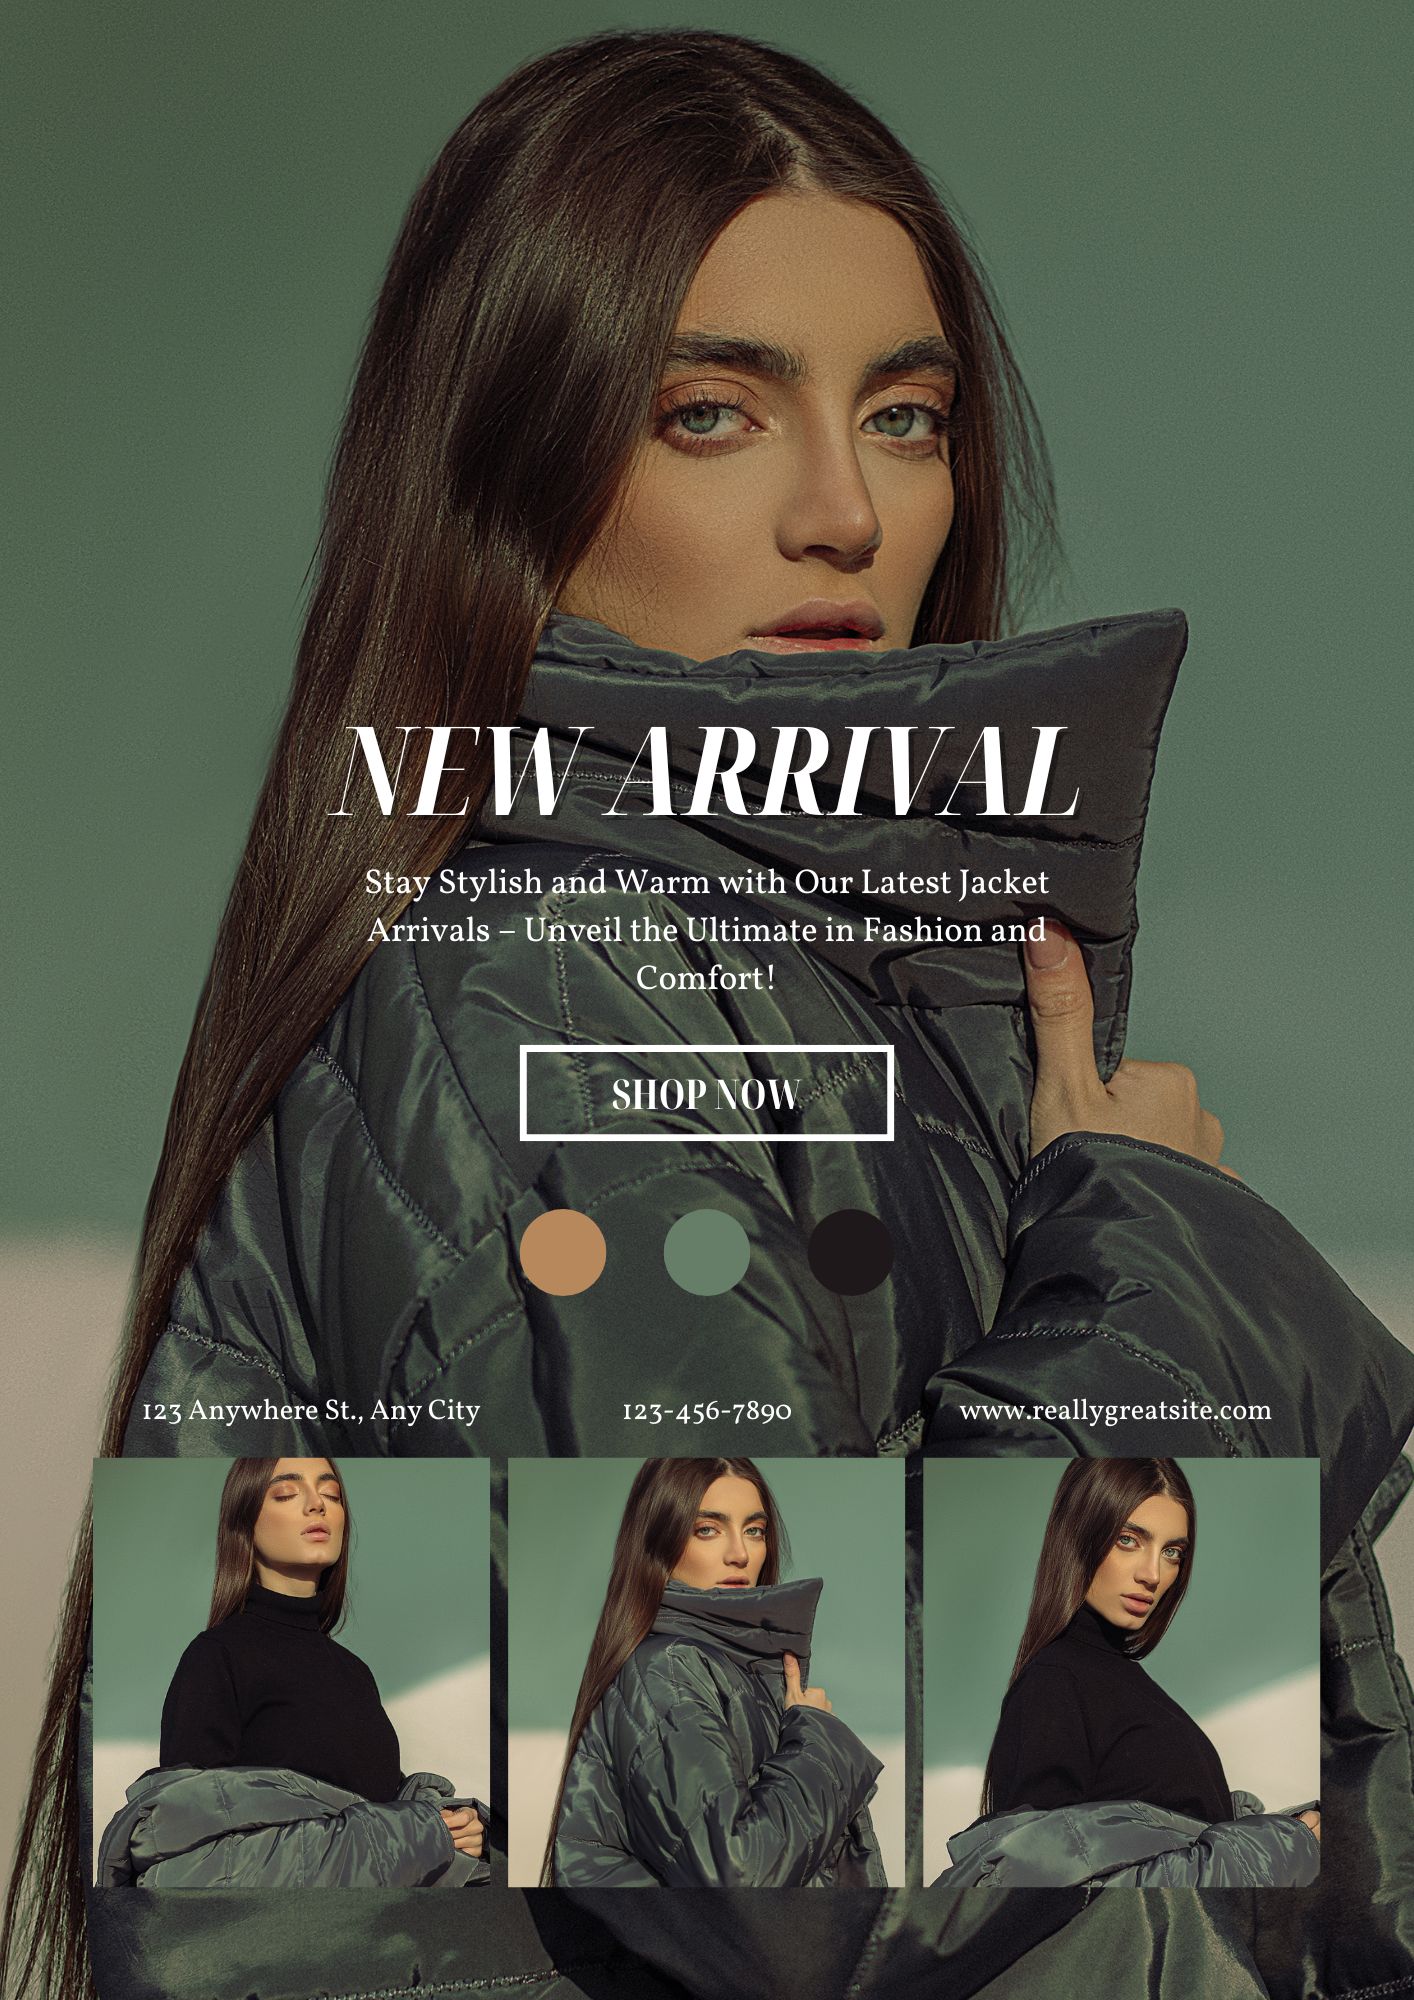 NEW ARRIVAL
Stay Stylish and Warm with Our Latest Jacket
Arrivals – Unveil the Ultimate in Fashion and
Comfort!
SHOP NOW
123 Anywhere St., Any City
123-456-7890
www.reallygreatsite.com